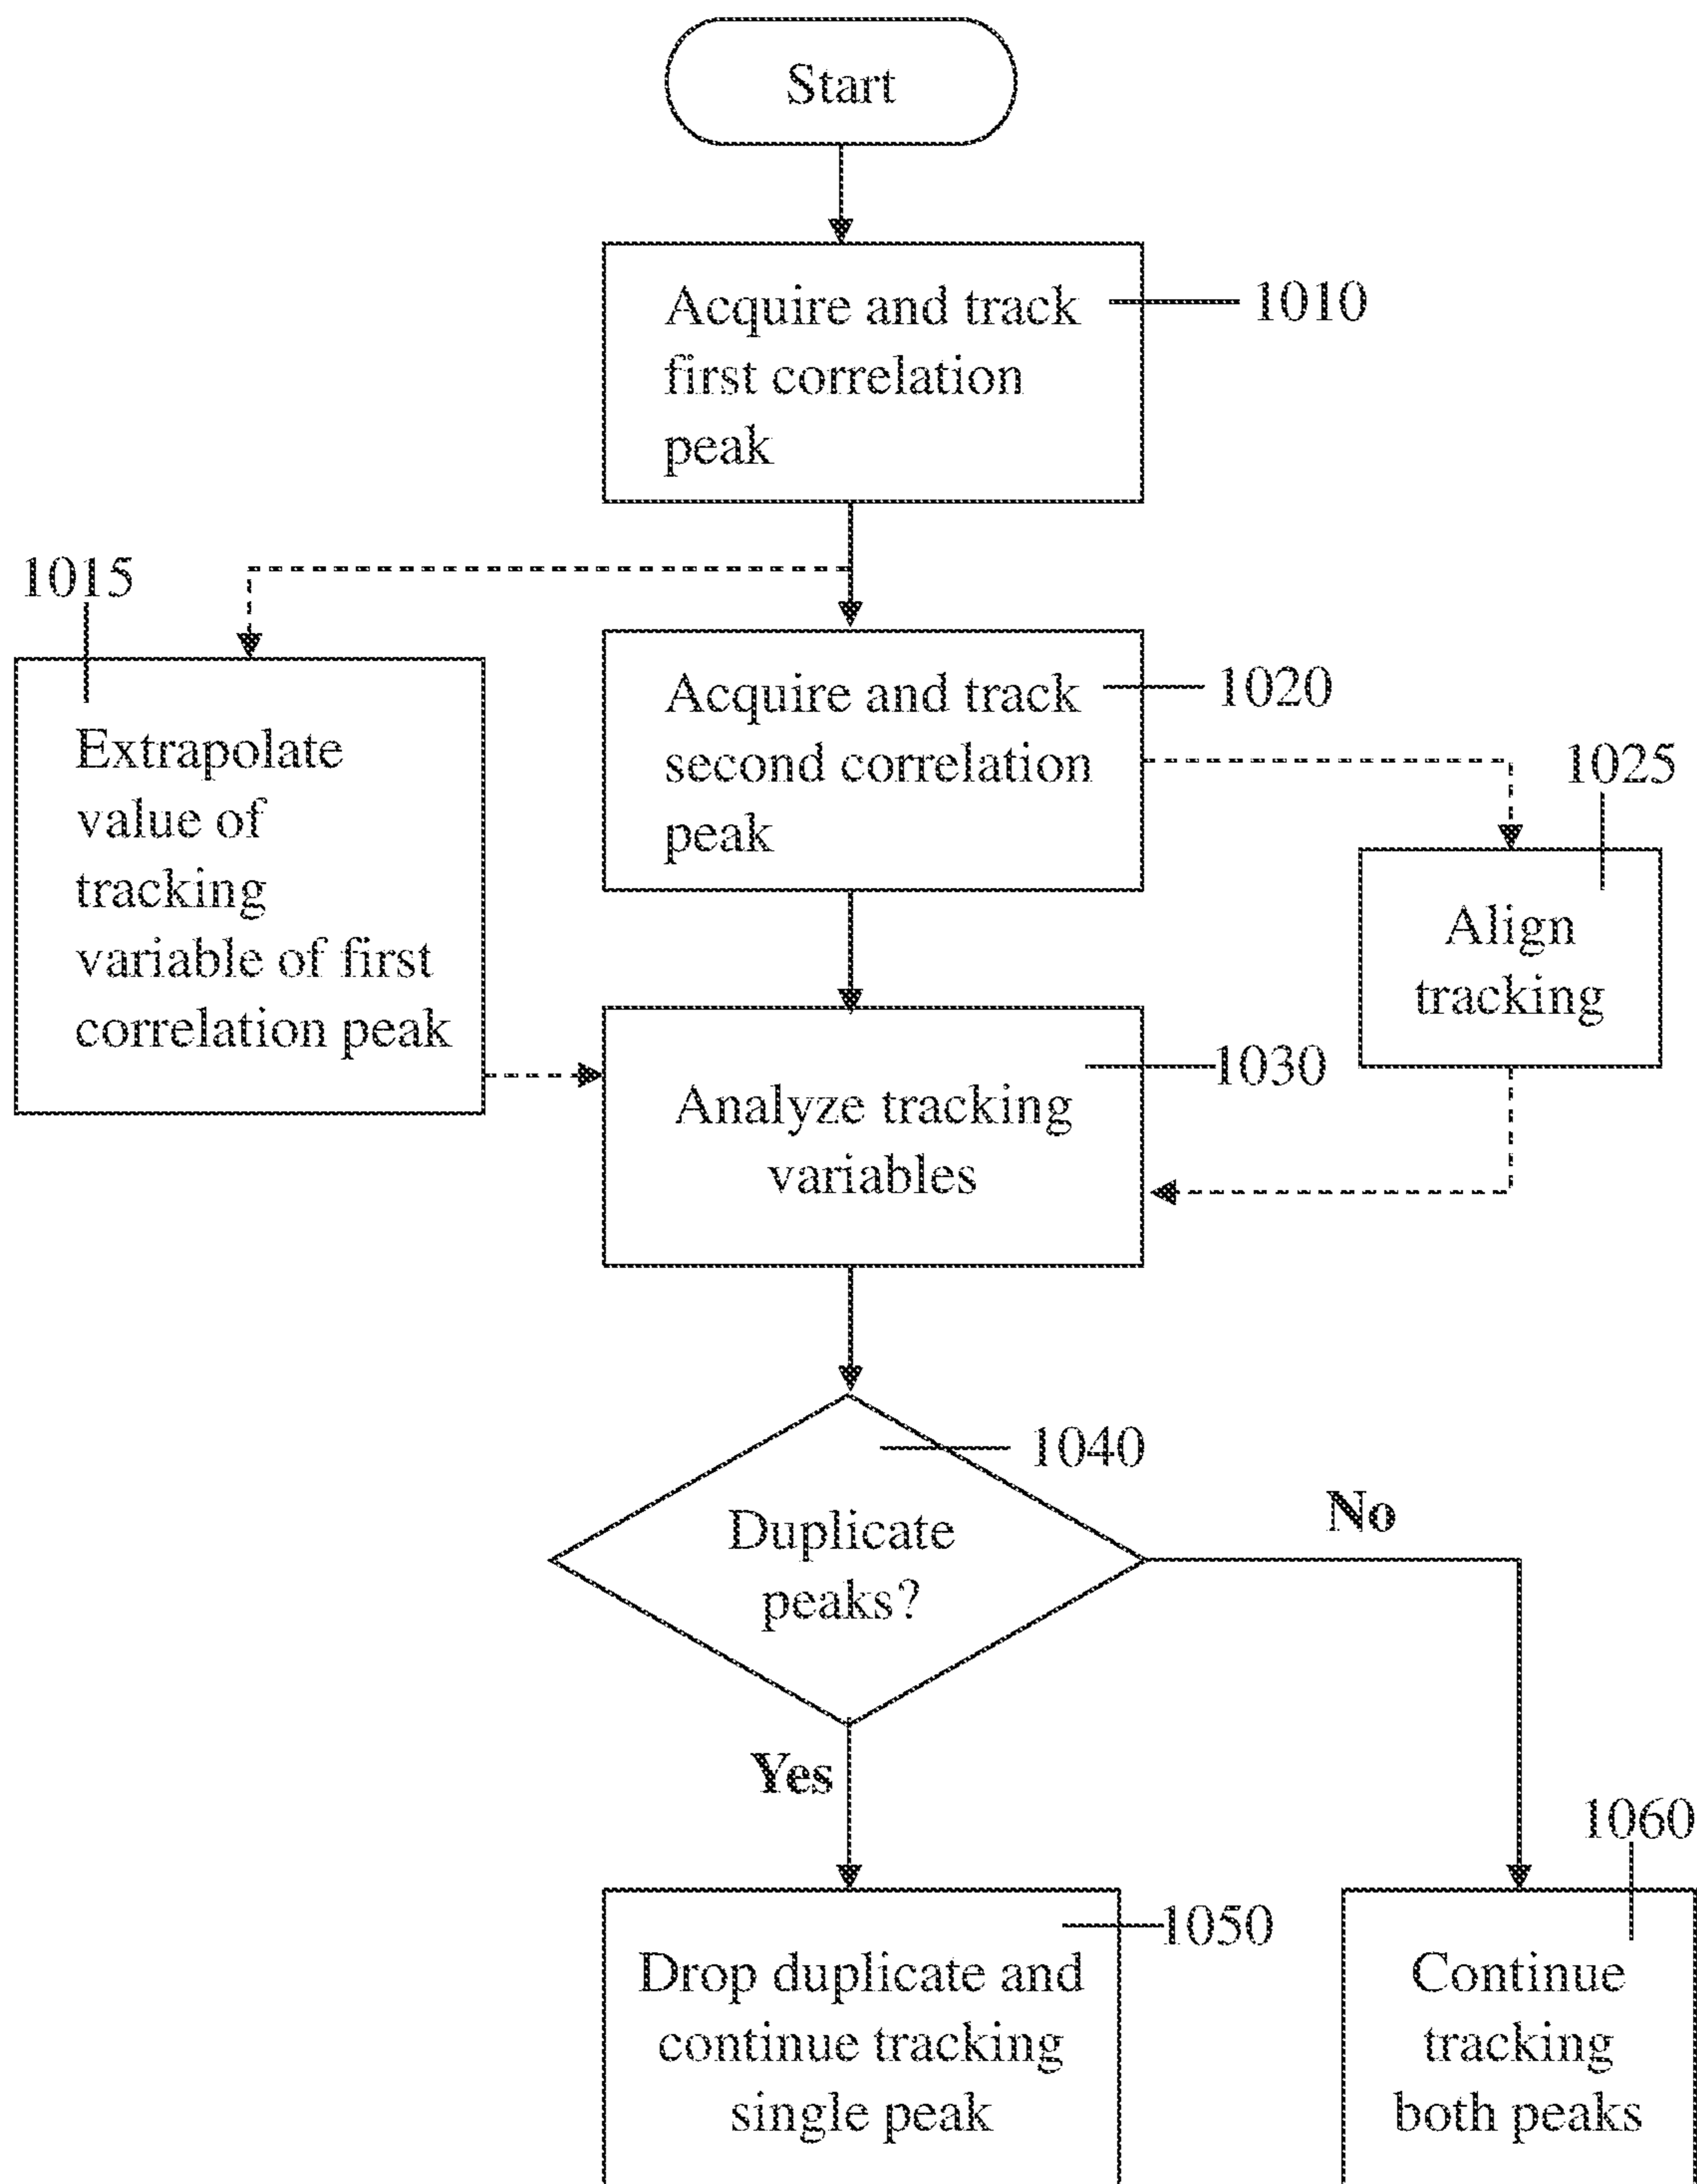 Start
Acquire and track
first correlation
peak
1010
1015
Extrapolate
value of
tracking
variable of first
correlation peak
Acquire and track
second correlation
peak
1020
1025
Align
tracking
Analyze tracking
variables
1030
Duplicate
peaks?
1040
No
Yes
Drop duplicate and
continue tracking
single peak
1050
1060
Continue
tracking
both peaks